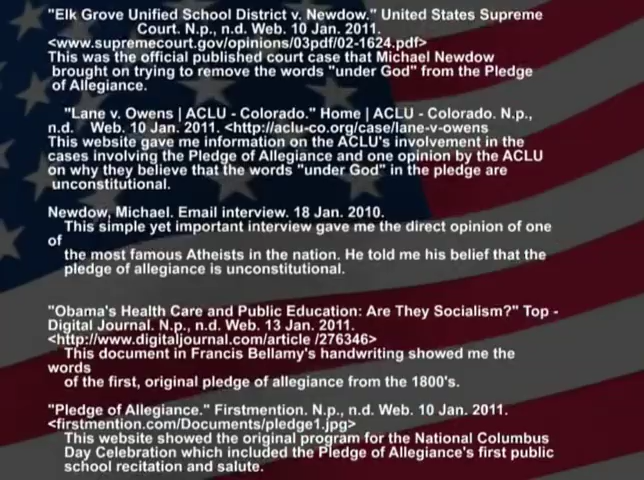 "Elk Grove Unified School District v. Newdow." United States Supreme
Court. N.p., n.d. Web. 10 Jan. 2011.
<www.supremecourt.gov/opinions/03pdf/02-1624.pdf>
This was the official published court case that Michael Newdow
brought on trying to remove the words "under God" from the Pledge
of Allegiance.
"Lane v. Owens | ACLU - Colorado." Home | ACLU - Colorado. N.p.,
n.d. Web. 10 Jan. 2011. <http://aclu-co.org/case/lane-v-owens
This website gave me information on the ACLU's involvement in the
cases involving the Pledge of Allegiance and one opinion by the ACLU
on why they believe that the words "under God" in the pledge are
unconstitutional.
Newdow, Michael. Email interview. 18 Jan. 2010.
This simple yet important interview gave me the direct opinion of one
of
the most famous Atheists in the nation. He told me his belief that the
pledge of allegiance is unconstitutional.
"Obama's Health Care and Public Education: Are They Socialism?" Top -
Digital Journal. N.p., n.d. Web. 13 Jan. 2011.
<http://www.digitaljournal.com/article /276346>
This document in Francis Bellamy's handwriting showed me the
words
of the first, original pledge of allegiance from the 1800's.
"Pledge of Allegiance." Firstmention. N.p., n.d. Web. 10 Jan. 2011.
<firstmention.com/Documents/pledge1.jpg>
This website showed the original program for the National Columbus
Day Celebration which included the Pledge of Allegiance's first public
school recitation and salute.